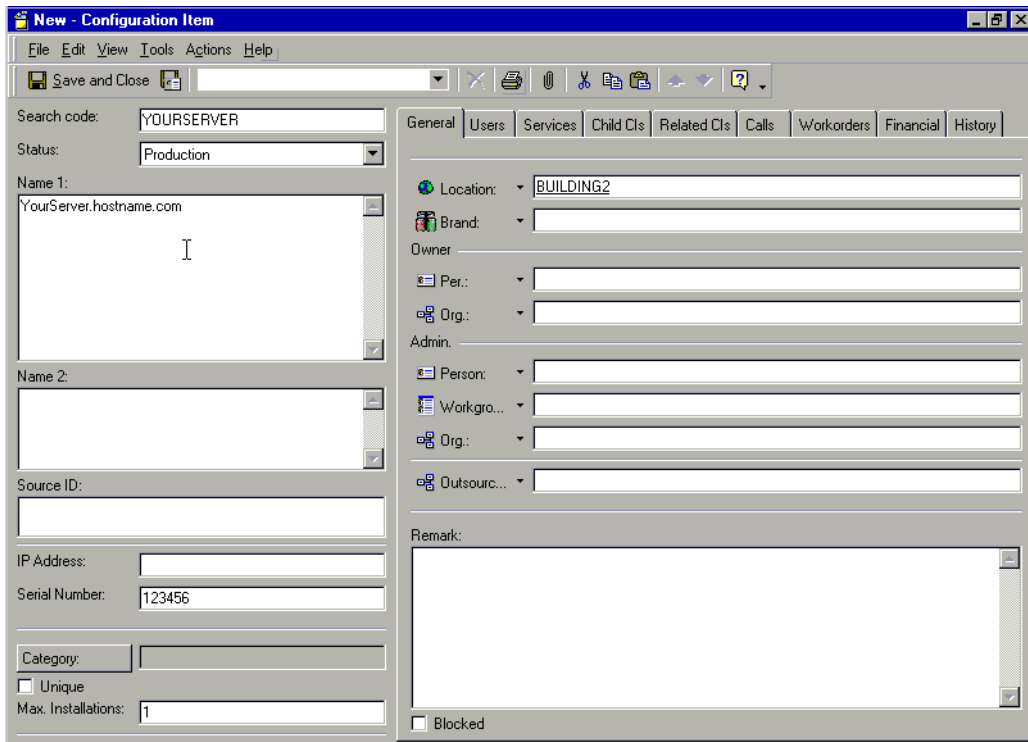 New - Configuration Item
File Edit View Tools Actions Help
Save and Close
Search code: YOURSERVER
Status: Production
Name 1:
YourServer.hostname.com
Name 2:
Source ID:
IP Address:
Serial Number: 123456
Category:
Unique
Max. Installations: 1
General Users Services Child CIs Related CIs Calls Workorders Financial History
Location: BUILDING2
Brand:
Owner
Per.:
Org.:
Admin.
Person:
Workgro...
Org.:
Outsourc...
Remark:
Blocked